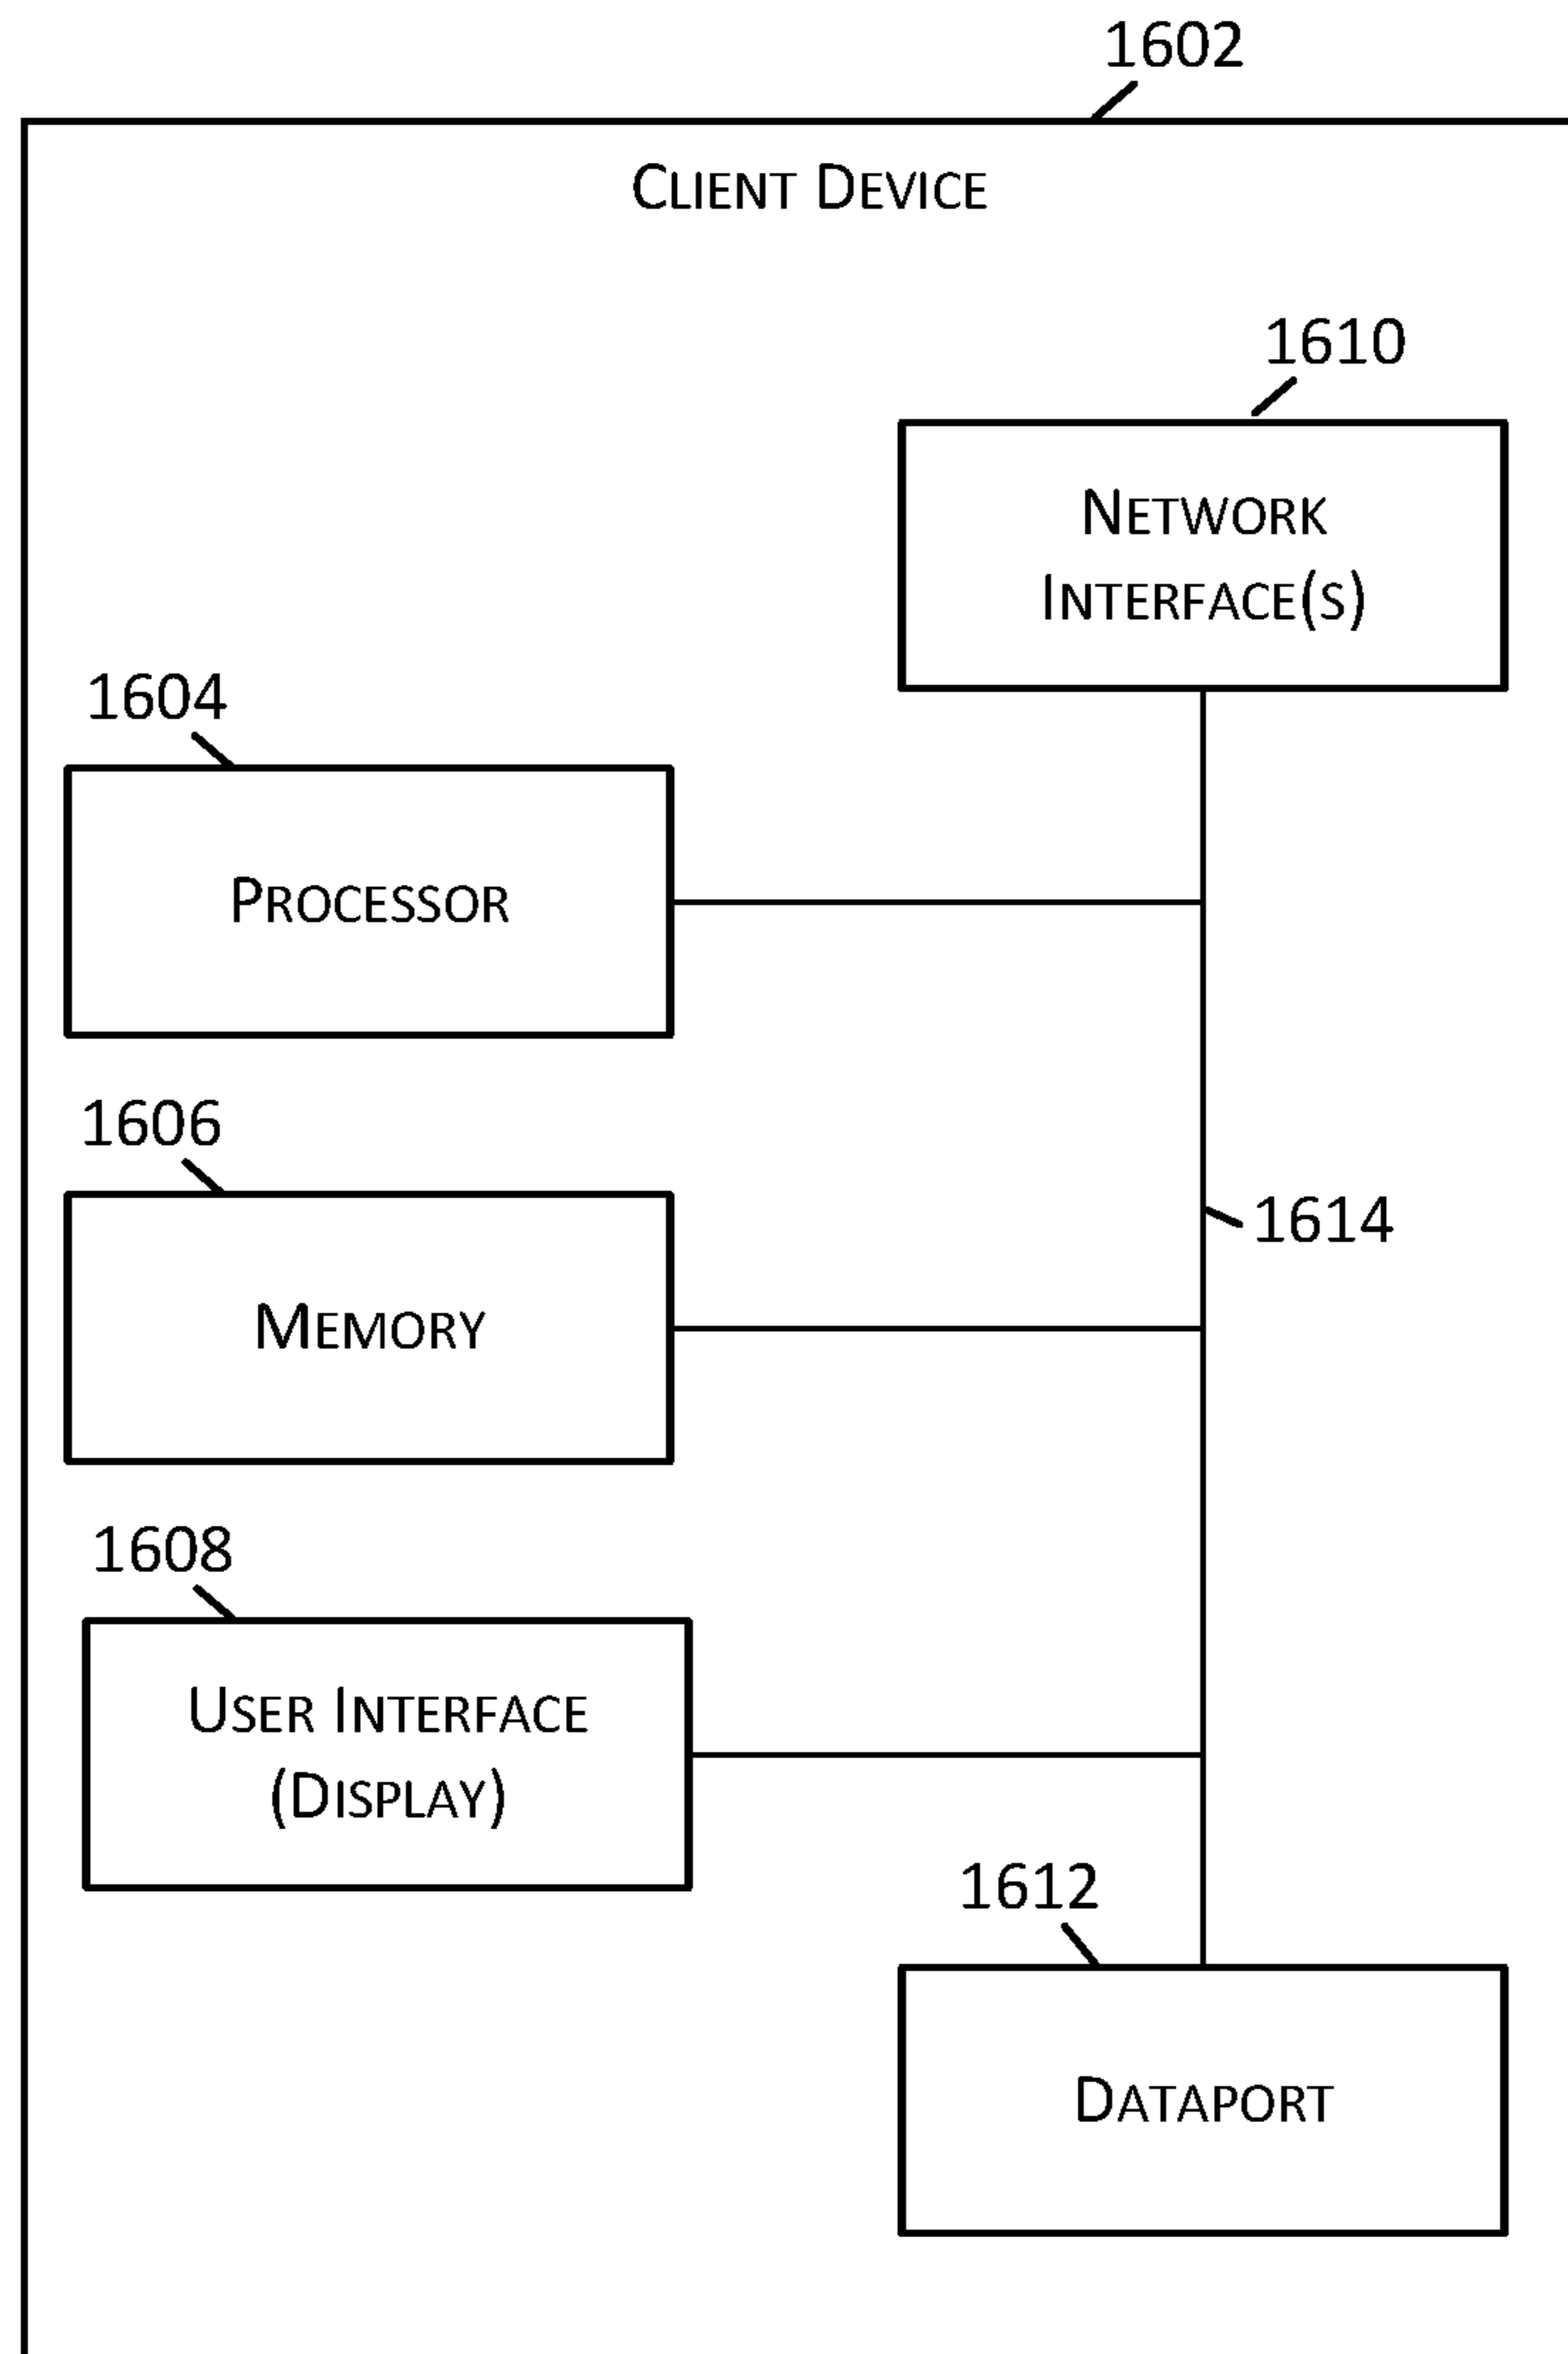 1602
CLIENT DEVICE
1610
NETWORK
INTERFACE(S)
1604
PROCESSOR
1606
1614
MEMORY
1608
USER INTERFACE
(DISPLAY)
1612
DATAPORT